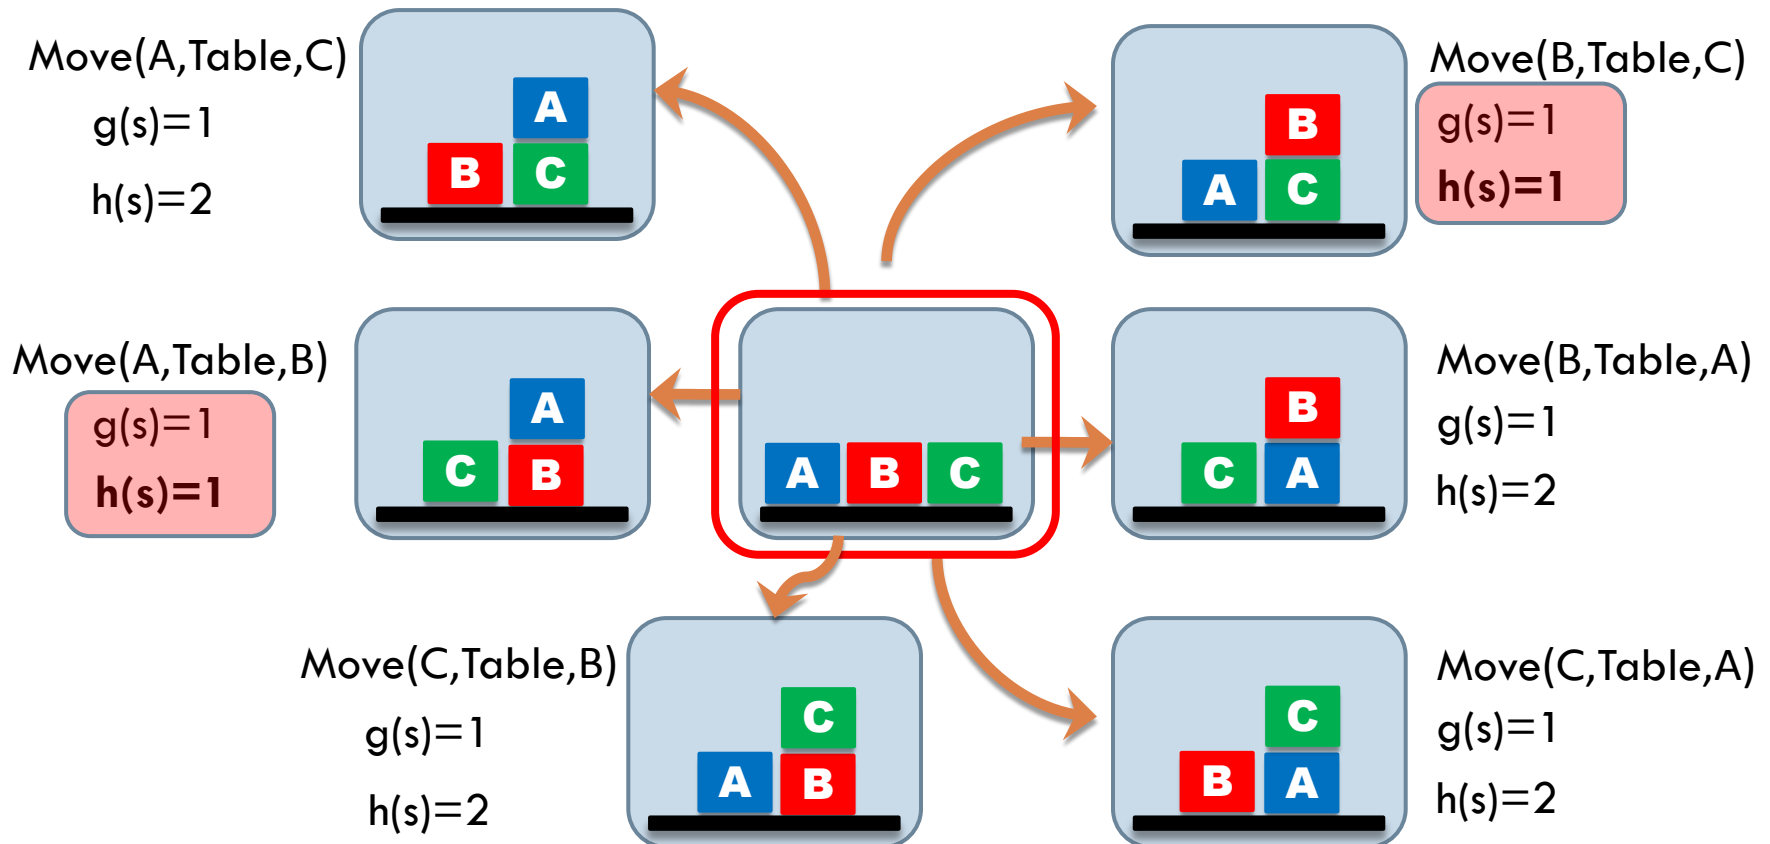 Move(A,Table,C)
g(s)=1
h(s)=2
A
B C
Move(B,Table,C)
g(s)=1
h(s)=1
B
A C
Move(A,Table,B)
g(s)=1
h(s)=1
A
C B
A B C
Move(B,Table,A)
g(s)=1
h(s)=2
B
C A
Move(C,Table,B)
g(s)=1
h(s)=2
C
A B
Move(C,Table,A)
g(s)=1
h(s)=2
C
B A